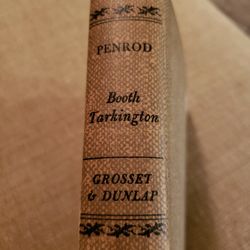 PENROD
Booth
Tarkington
GROSSET
& DUNLAP